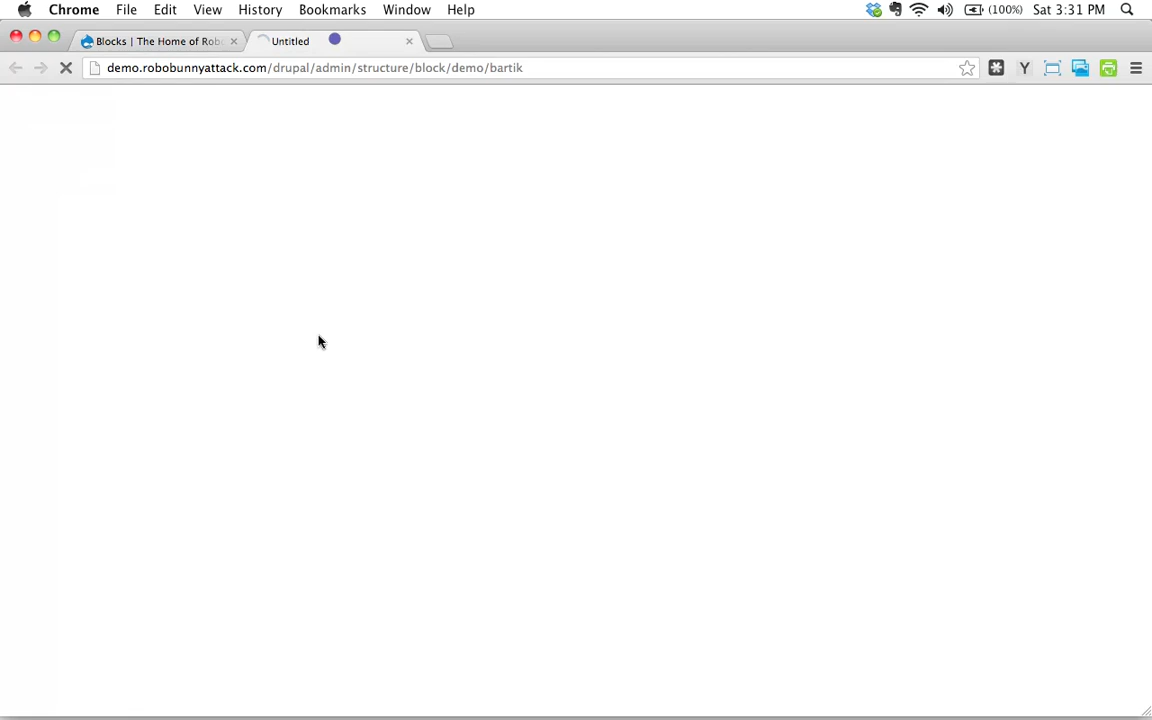 Chrome File Edit View History Bookmarks Window Help (100%) Sat 3:31 PM
Blocks | The Home of Rob Untitled
demo.robobunnyattack.com/drupal/admin/structure/block/demo/bartik Y